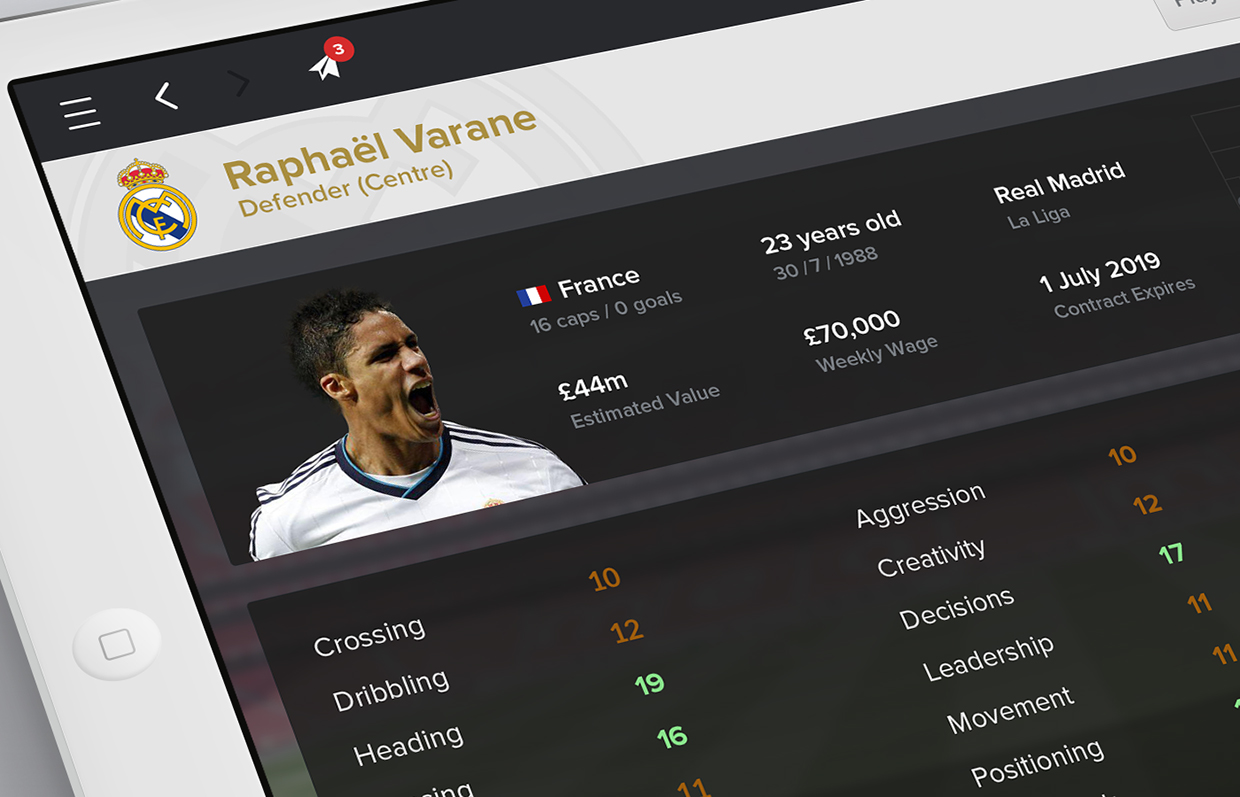 3
Raphaël Varane
Defender (Centre)
France
16 caps / 0 goals
23 years old
30 / 7 / 1988
Real Madrid
La Liga
£44m
Estimated Value
£70,000
Weekly Wage
1 July 2019
Contract Expires
Crossing 10
Dribbling 12
Heading 19
16
11
Aggression 10
Creativity 12
Decisions 17
Leadership 11
Movement 11
Positioning